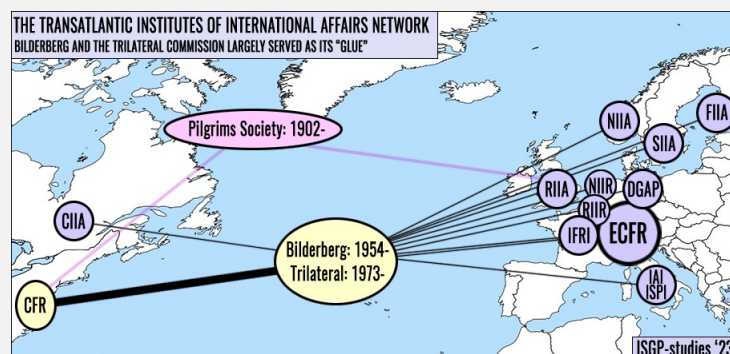 THE TRANSATLANTIC INSTITUTES OF INTERNATIONAL AFFAIRS NETWORK
BILDERBERG AND THE TRILATERAL COMMISSION LARGELY SERVED AS ITS "GLUE"
Pilgrims Society: 1902-
NIIA
FIIA
SIIA
RIIA
NIIR
DGAP
RIIR
CIIA
IFRI
ECFR
Bilderberg: 1954-
Trilateral: 1973-
IAI
ISPI
CFR
ISGP-studies '23